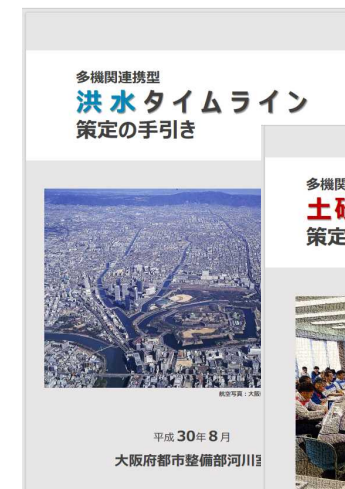 多機関連携型
洪水タイムライン
策定の手引き
航空写真:大阪
平成30年8月
大阪府都市整備部河川室
多機関
土砂
策定